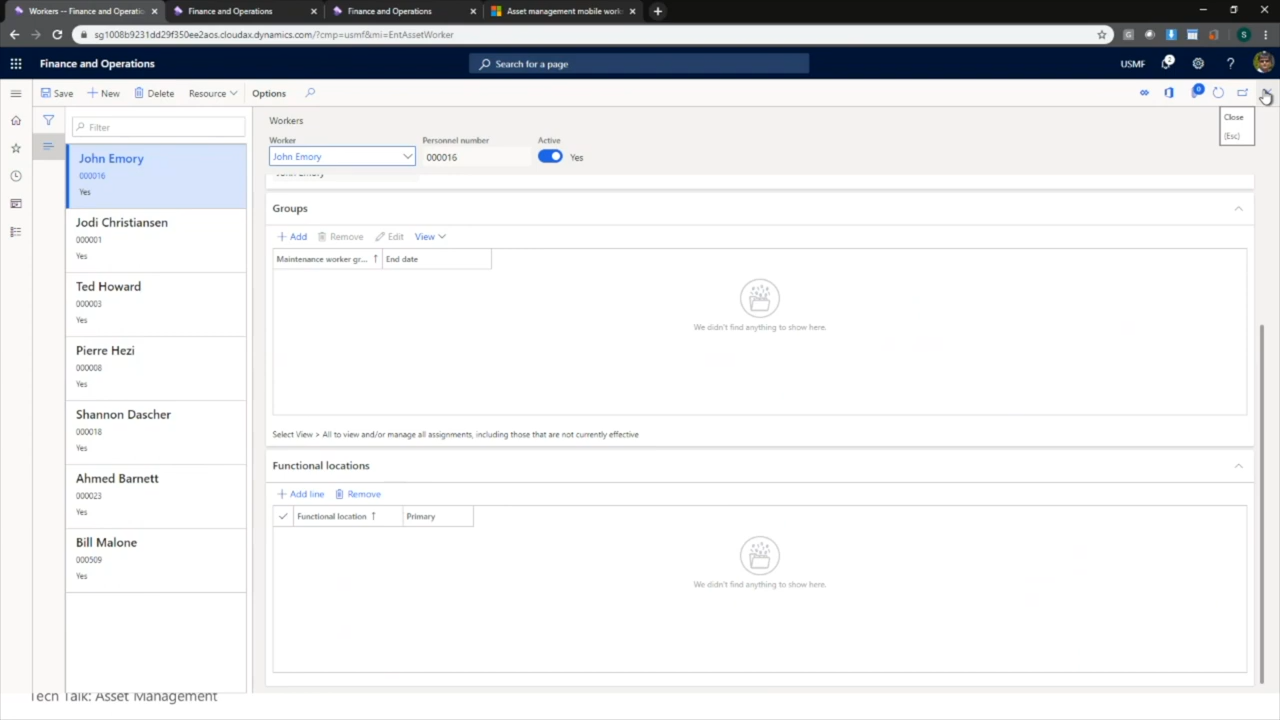 Workers -- Finance and Operatio
Finance and Operations
Finance and Operations
Asset management mobile work
sg1008b9231dd29f350ee2aos.cloudax.dynamics.com/?cmp=usmf&mi=EntAssetWorker
S
Finance and Operations
Search for a page
USMF
2
?
Save
New
Delete
Resource
Options
0
Close
(Esc)
Filter
John Emory
000016
Yes
Jodi Christiansen
000001
Yes
Ted Howard
000003
Yes
Pierre Hezi
000008
Yes
Shannon Dascher
000018
Yes
Ahmed Barnett
000023
Yes
Bill Malone
000509
Yes
Workers
Worker
Personnel number
Active
John Emory
000016
Yes
John Emory
Groups
Add
Remove
Edit
View
Maintenance worker gr...
End date
We didn't find anything to show here.
Select View > All to view and/or manage all assignments, including those that are not currently effective
Functional locations
Add line
Remove
Functional location
Primary
We didn't find anything to show here.
Tech Talk: Asset Management